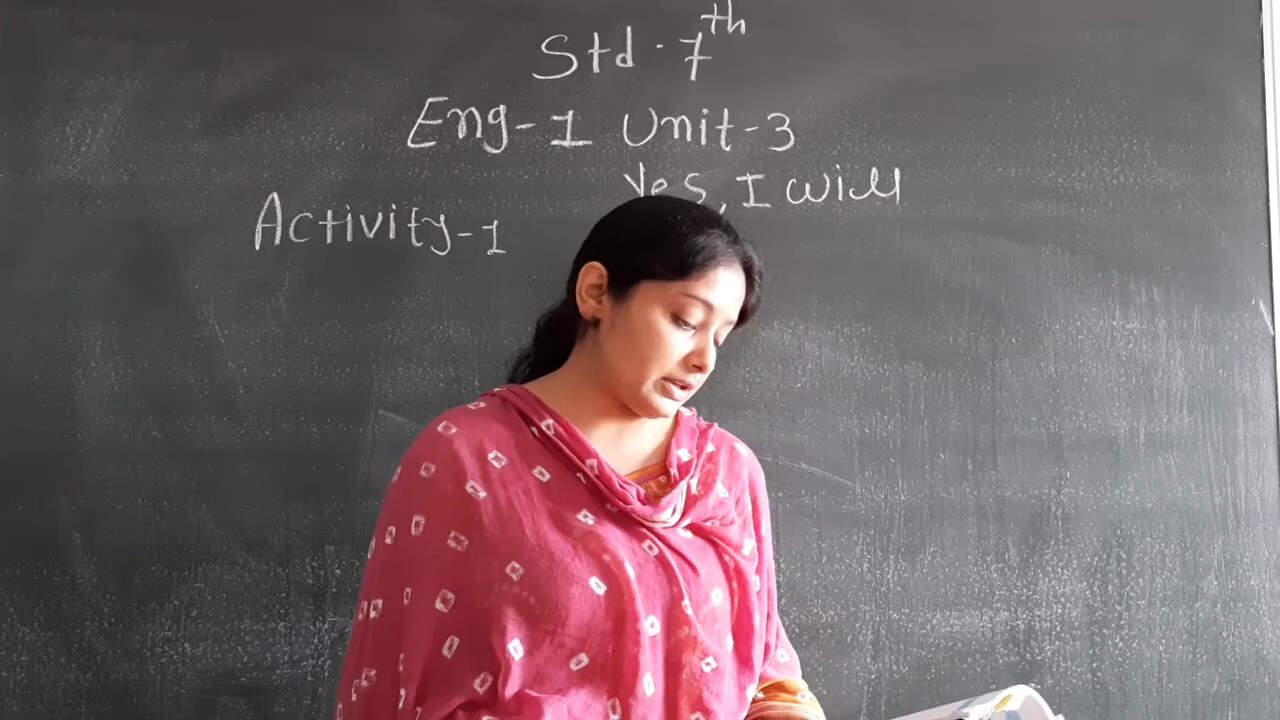 Std. 7th
Eng-1 Unit-3
Yes, I will
Activity-1